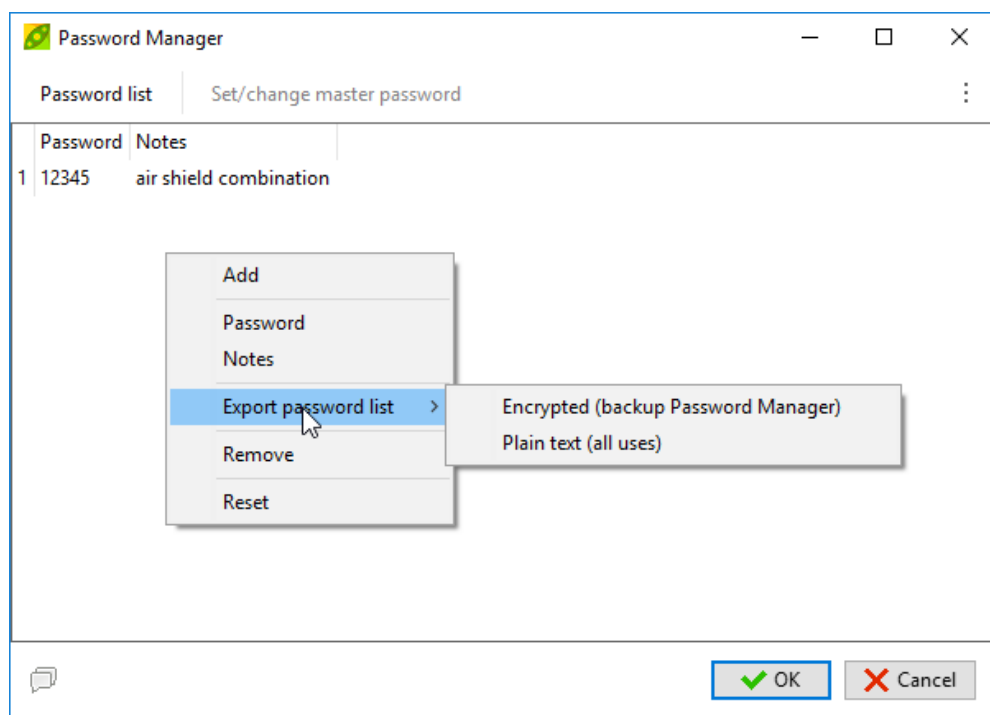 Password Manager
Password list Set/change master password
Password Notes
1 12345 air shield combination
Add
Password
Notes
Export password list
Encrypted (backup Password Manager)
Plain text (all uses)
Remove
Reset
OK Cancel